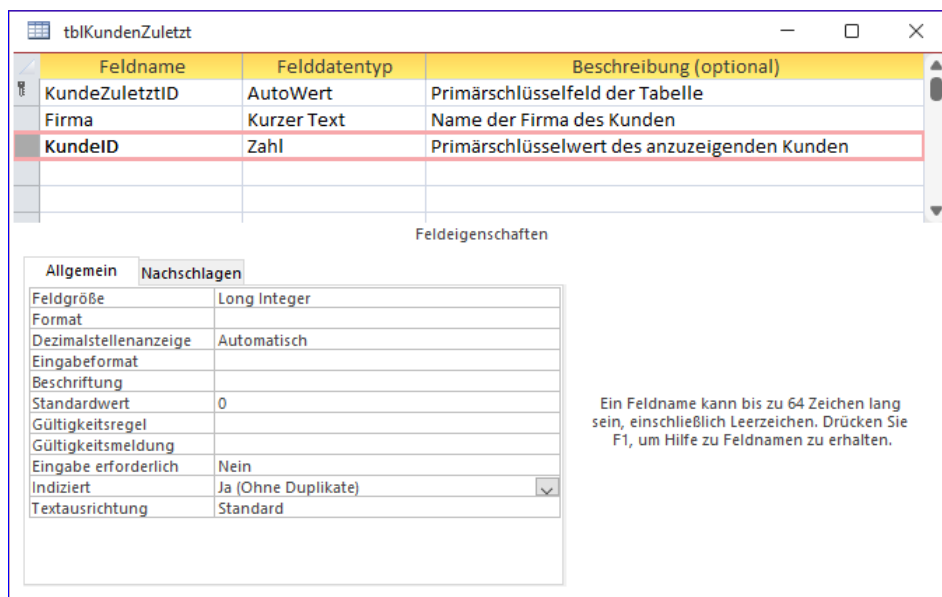 tblKundenZuletzt
Feldname Felddatentyp Beschreibung (optional)
KundeZuletztID AutoWert Primärschlüsselfeld der Tabelle
Firma Kurzer Text Name der Firma des Kunden
KundeID Zahl Primärschlüsselwert des anzuzeigenden Kunden
Feldeigenschaften
Allgemein Nachschlagen
Feldgröße Long Integer
Format
Dezimalstellenanzeige Automatisch
Eingabeformat
Beschriftung
Standardwert 0
Gültigkeitsregel
Gültigkeitsmeldung
Eingabe erforderlich Nein
Indiziert Ja (Ohne Duplikate)
Textausrichtung Standard
Ein Feldname kann bis zu 64 Zeichen lang
sein, einschließlich Leerzeichen. Drücken Sie
F1, um Hilfe zu Feldnamen zu erhalten.